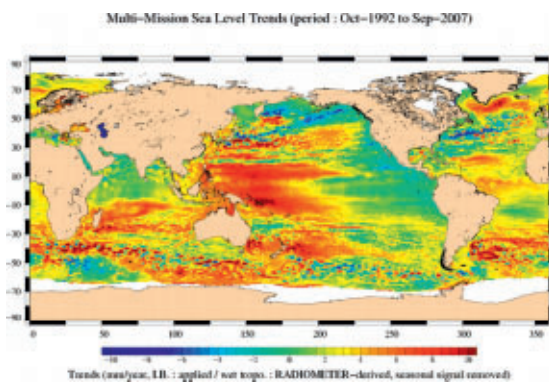 Multi-Mission Sea Level Trends (period : Oct-1992 to Sep-2007)
90
70
50
30
10
-10
-30
-50
-70
-90
0 50 100 150 200 250 300 350
-10 -8 -6 -4 -2 0 2 4 6 8 10
Trends (mm/year, I.B. : applied / wet tropo. : RADIOMETER-derived, seasonal signal removed)